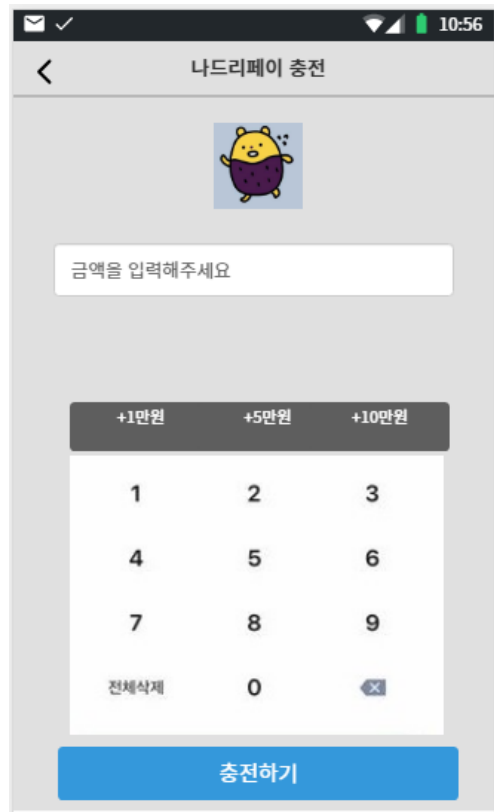 10:56
나드리페이 충전
금액을 입력해주세요
+1만원 +5만원 +10만원
1 2 3
4 5 6
7 8 9
전체삭제 0
충전하기